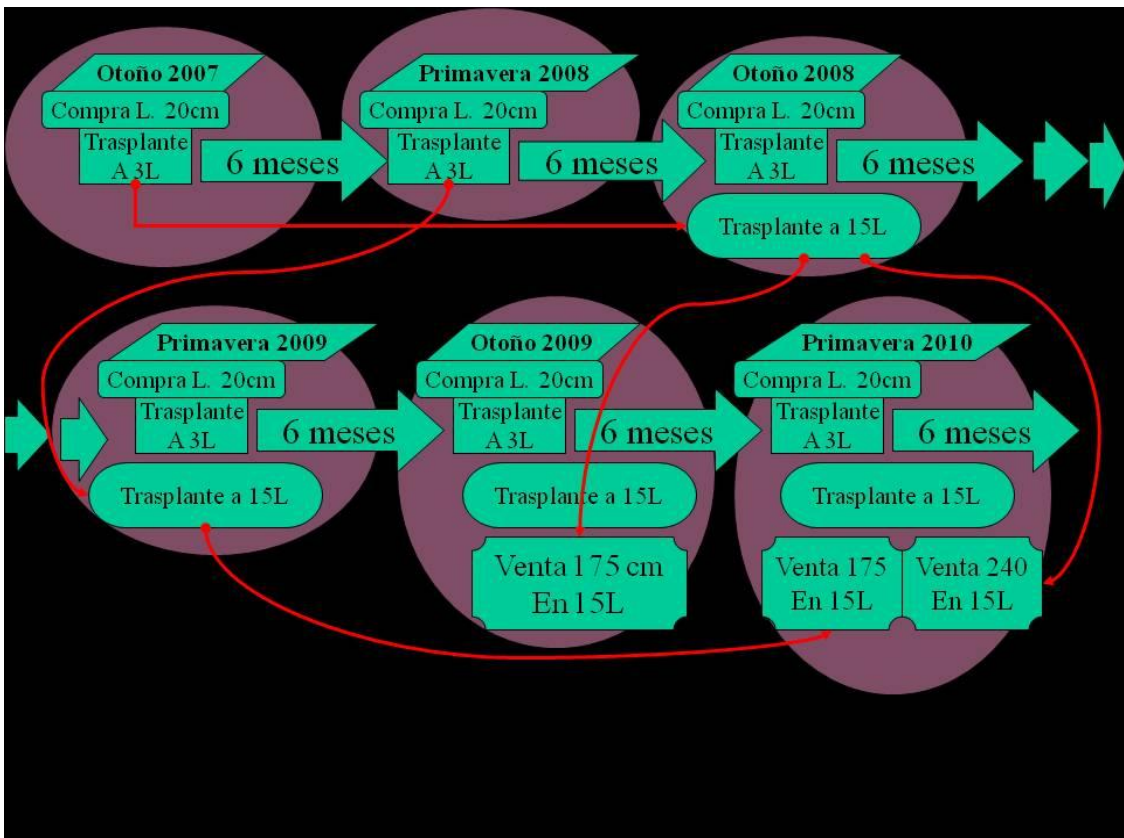 Otoño 2007
Compra L. 20cm
Trasplante
A 3L
6 meses
Primavera 2008
Compra L. 20cm
Trasplante
A 3L
6 meses
Otoño 2008
Compra L. 20cm
Trasplante
A 3L
6 meses
Trasplante a 15L
Primavera 2009
Compra L. 20cm
Trasplante
A 3L
6 meses
Trasplante a 15L
Otoño 2009
Compra L. 20cm
Trasplante
A 3L
6 meses
Trasplante a 15L
Venta 175 cm
En 15L
Primavera 2010
Compra L. 20cm
Trasplante
A 3L
6 meses
Trasplante a 15L
Venta 175
En 15L
Venta 240
En 15L